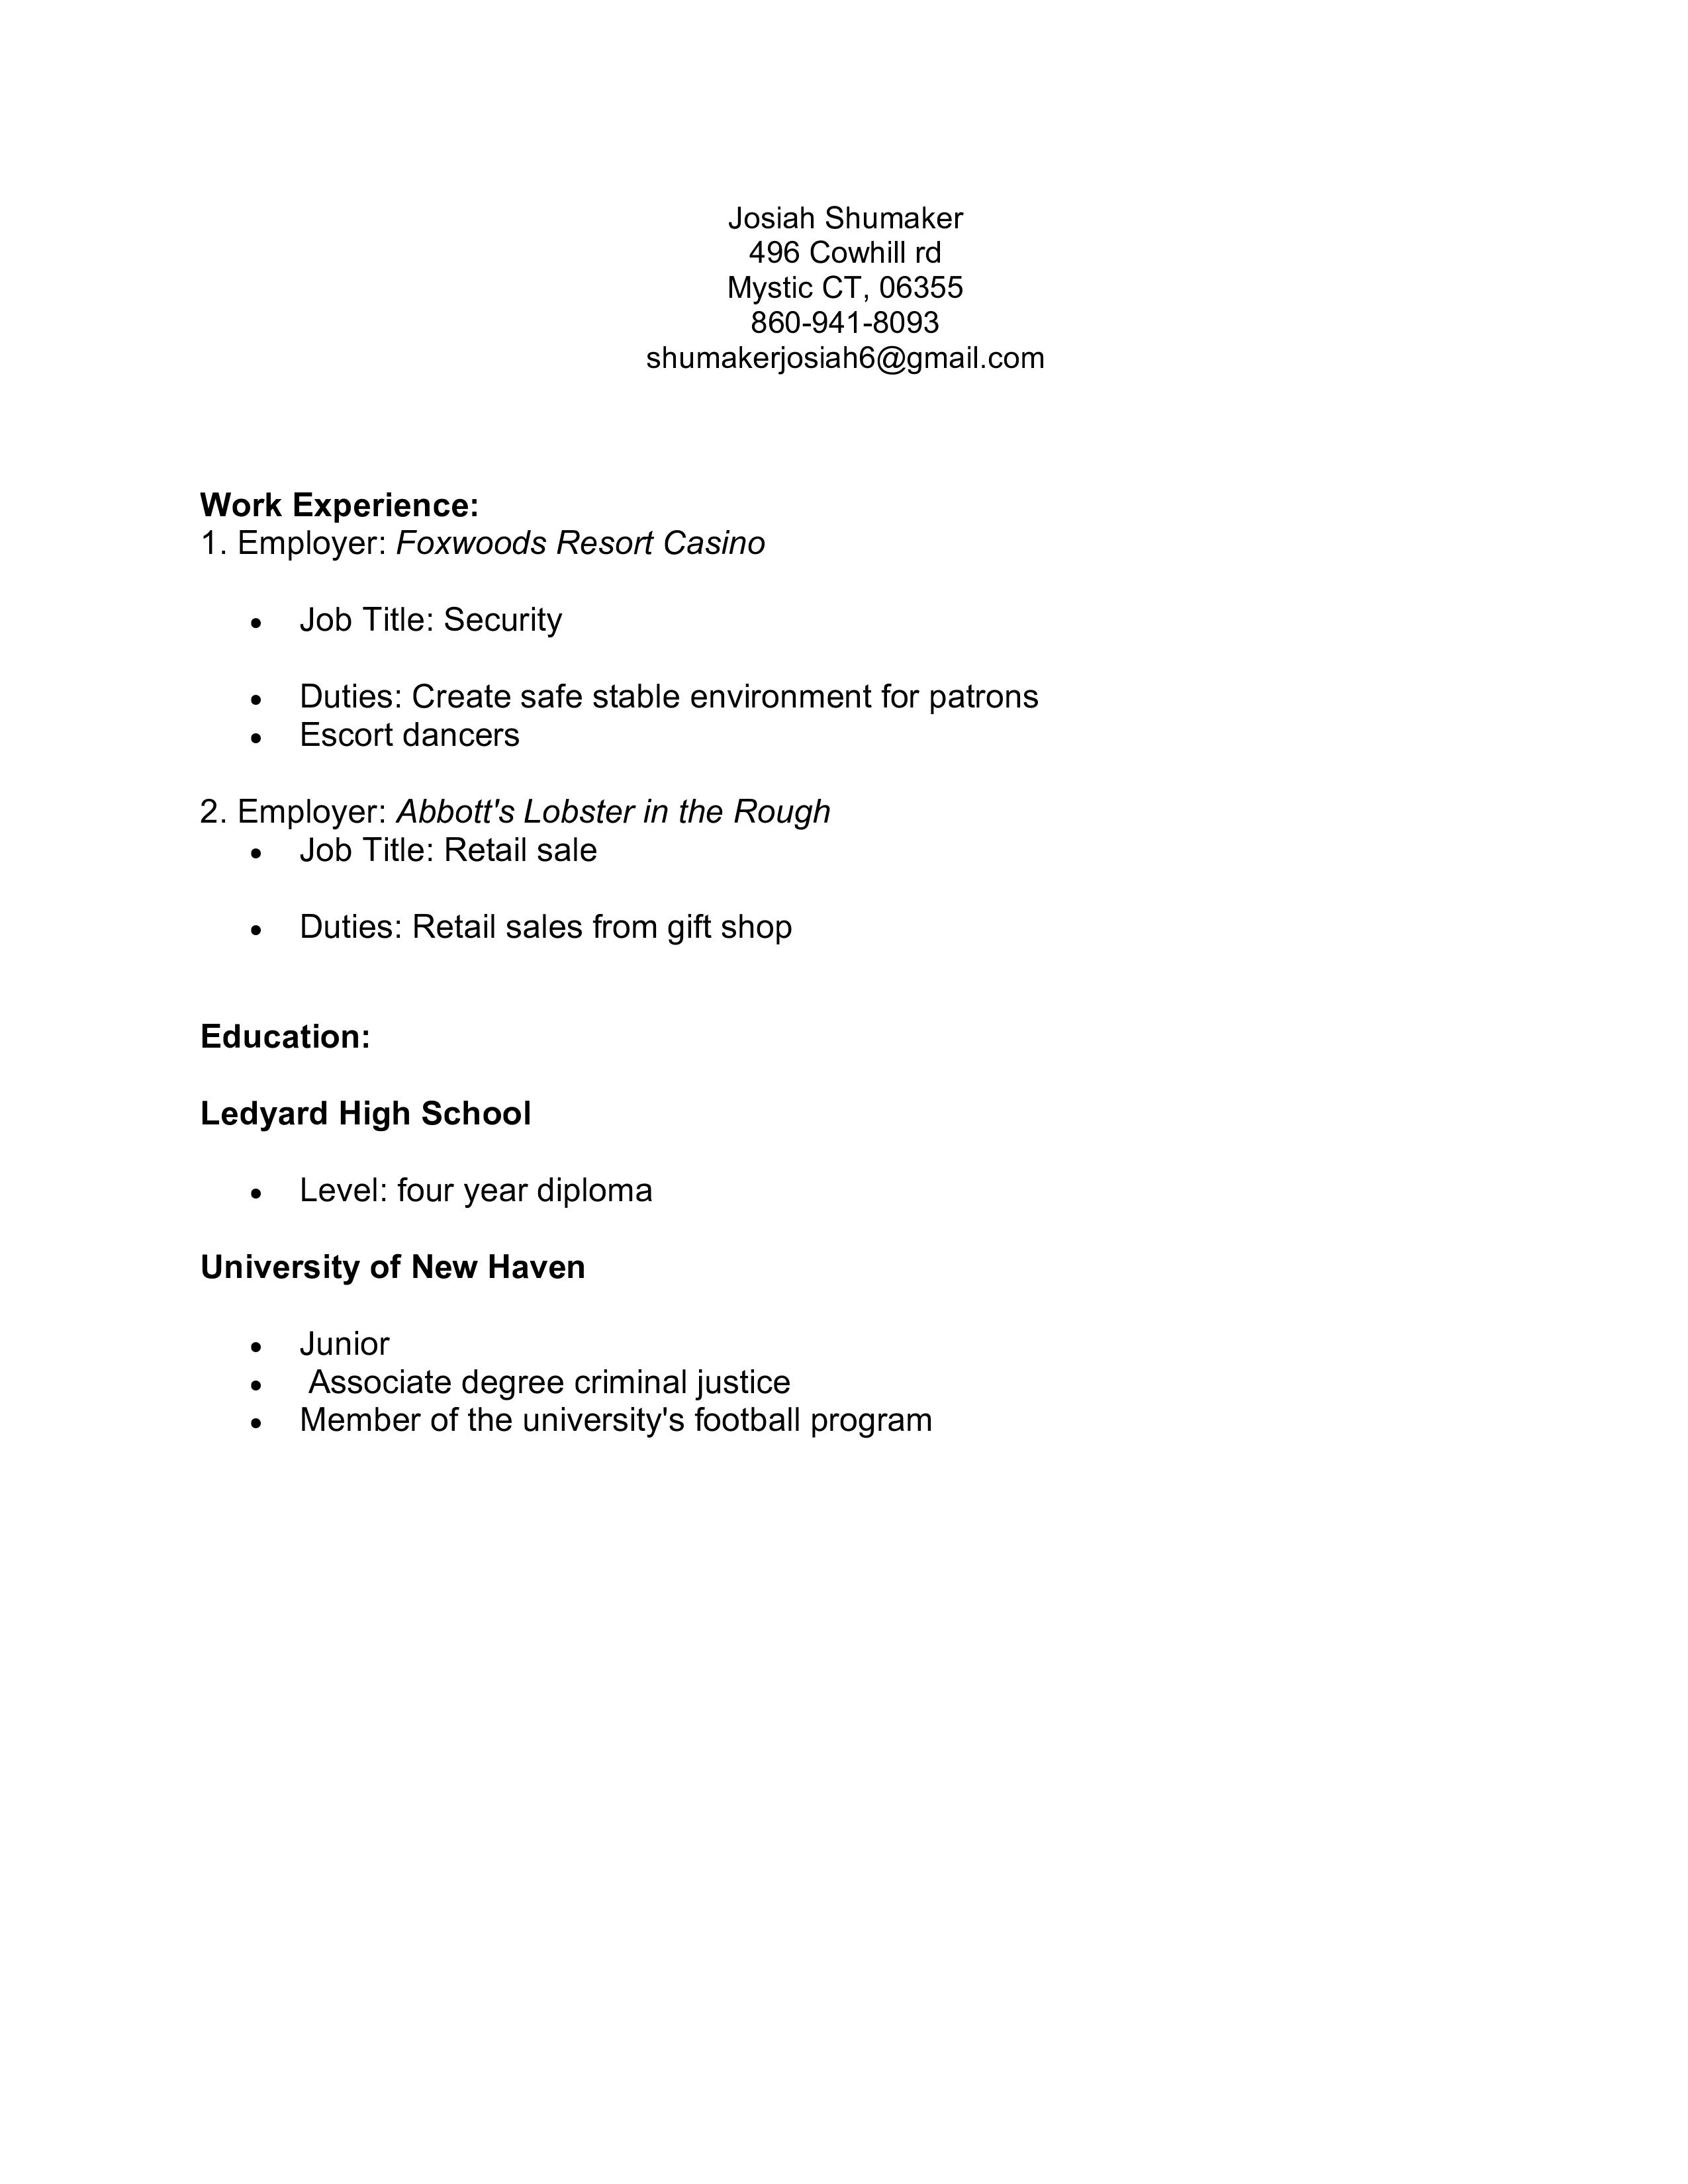 Josiah Shumaker
496 Cowhill rd
Mystic CT, 06355
860-941-8093
shumakerjosiah6@gmail.com
Work Experience:
1. Employer: Foxwoods Resort Casino
• Job Title: Security
• Duties: Create safe stable environment for patrons
• Escort dancers
2. Employer: Abbott's Lobster in the Rough
• Job Title: Retail sale
• Duties: Retail sales from gift shop
Education:
Ledyard High School
• Level: four year diploma
University of New Haven
• Junior
• Associate degree criminal justice
• Member of the university's football program